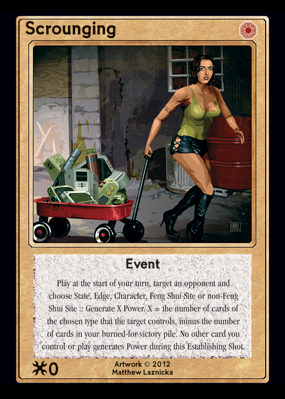 Scrounging
Event
Play at the start of your turn, target an opponent and
choose State, Edge, Character, Feng Shui Site or non-Feng
Shui Site :: Generate X Power. X = the number of cards of
the chosen type that the target controls, minus the number
of cards in your burned-for-victory pile. No other card you
control or play generates Power during this Establishing Shot.
0
Artwork © 2012
Matthew Laznicka